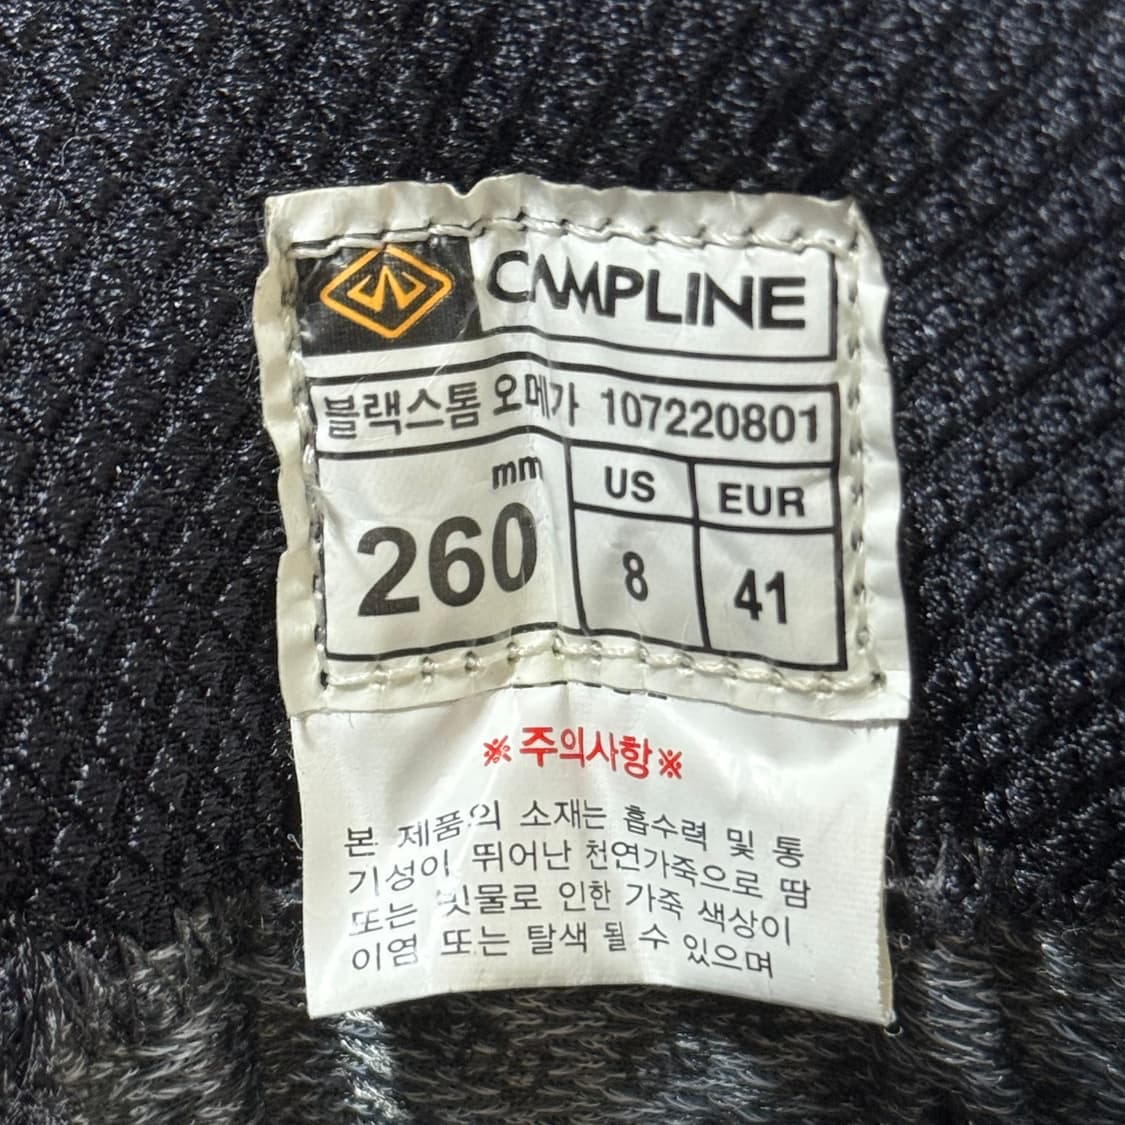 CAMPLINE
블랙스톰 오메가 107220801
mm
260
US
8
EUR
41
※주의사항※
본 제품의 소재는 흡수력 및 통
기성이 뛰어난 천연가죽으로 땀
또는 빗물로 인한 가죽 색상이
이염 또는 탈색 될 수 있으며